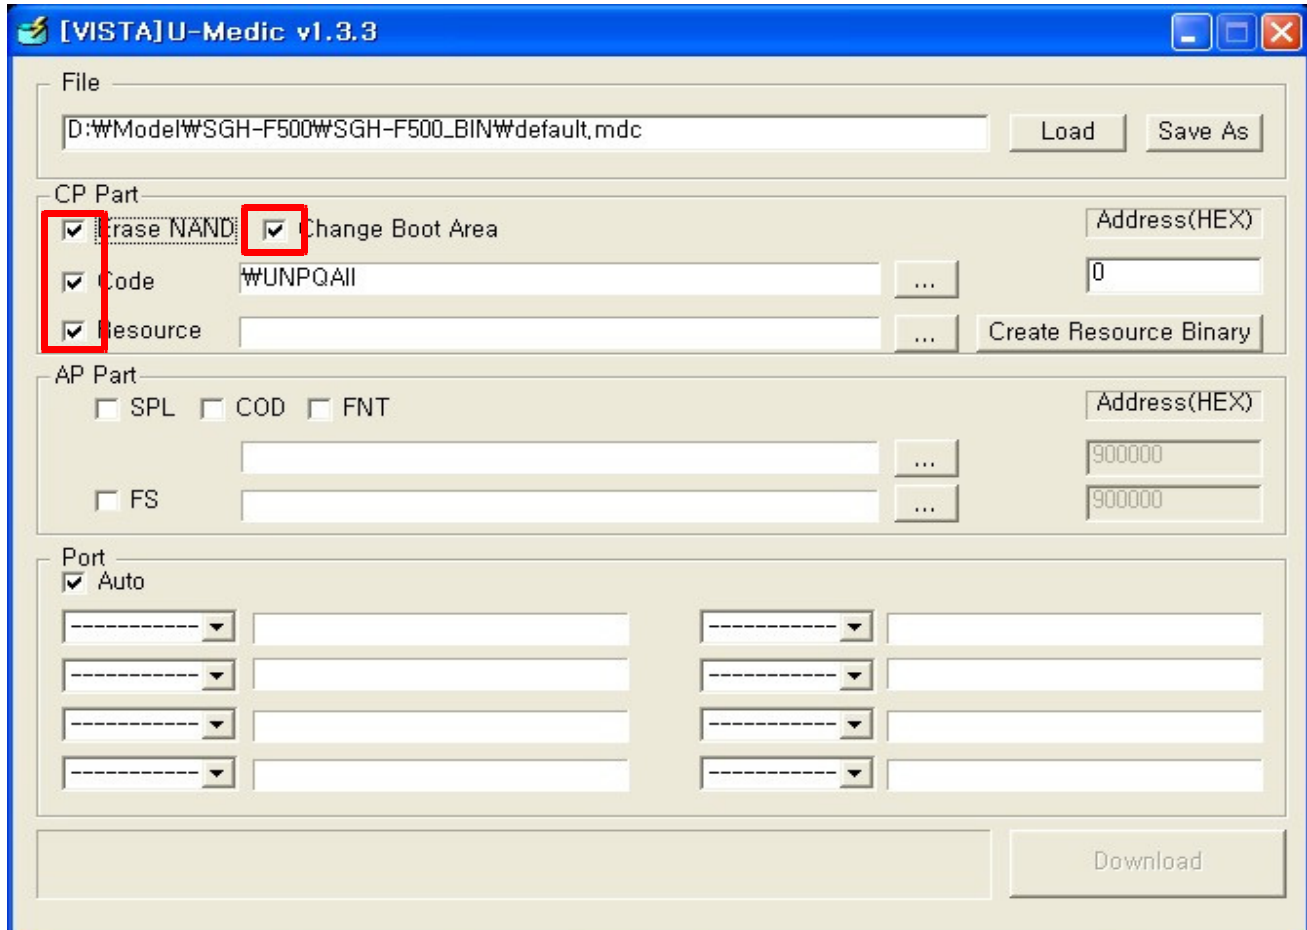 [VISTA]U-Medic v1.3.3
File
D:₩Model₩SGH-F500₩SGH-F500_BIN₩default.mdc Load Save As
CP Part
Erase NAND Change Boot Area Address(HEX)
Code ₩UNPQAll ... 0
Resource ... Create Resource Binary
AP Part
SPL COD FNT Address(HEX)
... 900000
FS ... 900000
Port
Auto
----------- -----------
----------- -----------
----------- -----------
----------- -----------
Download